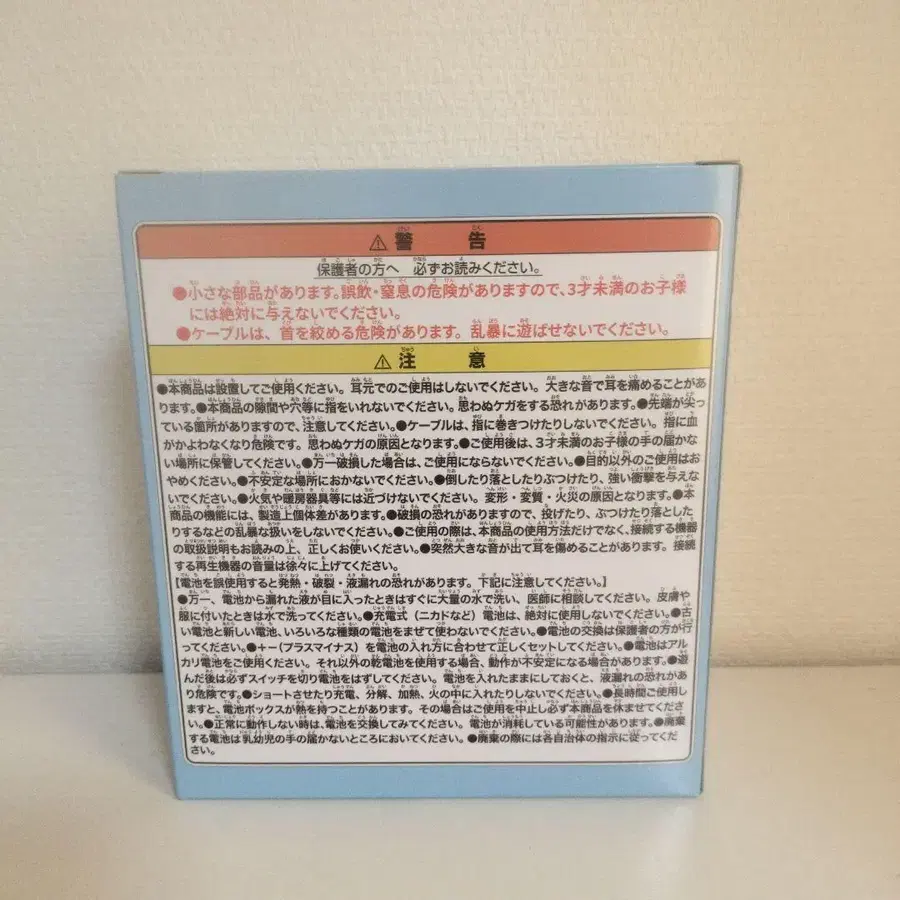 ⚠警 告
保護者の方へ 必ずお読みください。
●小さな部品があります。誤飲・窒息の危険がありますので、3才未満のお子様
には絶対に与えないでください。
●ケーブルは、首を絞める危険があります。乱暴に遊ばせないでください。
⚠注 意
●本商品は設置してご使用ください。耳元でのご使用はしないでください。大きな音で耳を痛めることがあ
ります。●本商品の隙間や穴等に指をいれないでください。思わぬケガをする恐れがあります。●先端が尖っ
ている箇所がありますので、注意してください。●ケーブルは、指に巻きつけたりしないでください。指に血
がかよわなくなり危険です。思わぬケガの原因となります。●ご使用後は、3才未満のお子様の手の届かな
い場所に保管してください。●万一破損した場合は、ご使用にならないでください。●目的以外のご使用はお
やめください。●不安定な場所におかないでください。●倒したり落としたりぶつけたり、強い衝撃を与えな
いでください。●火気や暖房器具等には近づけないでください。変形・変質・火災の原因となります。●本
商品の機能には、製造上個体差があります。●破損の恐れがありますので、投げたり、ぶつけたり落とした
りするなどの乱暴な扱いをしないでください。●ご使用の際は、本商品の使用方法だけでなく、接続する機器
の取扱説明もお読みの上、正しくお使いください。●突然大きな音が出て耳を傷めることがあります。接続
する再生機器の音量は徐々に上げてください。
【電池を誤使用すると発熱・破裂・液漏れの恐れがあります。下記に注意してください。】
●万一、電池から漏れた液が目に入ったときはすぐに大量の水で洗い、医師に相談してください。皮膚や
服に付いたときは水で洗ってください。●充電式(ニカドなど)電池は、絶対に使用しないでください。●古
い電池と新しい電池、いろいろな種類の電池をまぜて使わないでください。●電池の交換は保護者の方が行
ってください。●+−(プラスマイナス)を電池の入れ方に合わせて正しくセットしてください。●電池はアル
カリ電池をご使用ください。それ以外の乾電池を使用する場合、動作が不安定になる場合があります。●遊
んだ後は必ずスイッチを切り電池をはずしてください。電池を入れたままにしておくと、液漏れの恐れがあ
り危険です。●ショートさせたり充電、分解、加熱、火の中に入れたりしないでください。●長時間ご使用し
ますと、電池ボックスが熱を持つことがあります。その場合はご使用を中止し必ず本商品を休ませてくださ
い。●正常に動作しない時は、電池を交換してみてください。電池が消耗している可能性があります。●廃棄
する電池は乳幼児の手の届かないところにおいてください。●廃棄の際には各自治体の指示に従ってくだ
さい。